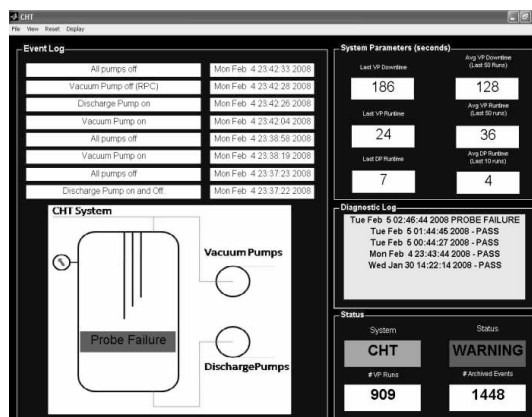 CHT
File View Reset Display
Event Log
All pumps off Mon Feb 4 23:42:33 2008
Vacuum Pump off (RPC) Mon Feb 4 23:42:28 2008
Discharge Pump on Mon Feb 4 23:42:26 2008
Vacuum Pump on Mon Feb 4 23:42:04 2008
All pumps off Mon Feb 4 23:38:58 2008
Vacuum Pump on Mon Feb 4 23:38:19 2008
All pumps off Mon Feb 4 23:37:23 2008
Discharge Pump on and Off Mon Feb 4 23:37:22 2008
CHT System
Vacuum Pumps
Probe Failure
Discharge Pumps
System Parameters (seconds)
Last VP Downtime
Avg VP Downtime
(Last 50 Runs)
186 128
Last VP Runtime
Avg VP Runtime
(Last 50 runs)
24 36
Last DP Runtime
Avg DP Runtime
(Last 10 runs)
7 4
Diagnostic Log
Tue Feb 5 02:46:44 2008 PROBE FAILURE
Tue Feb 5 01:44:45 2008 - PASS
Tue Feb 5 00:44:27 2008 - PASS
Mon Feb 4 23:43:44 2008 - PASS
Wed Jan 30 14:22:14 2008 - PASS
Status
System Status
CHT WARNING
# VP Runs # Archived Events
909 1448